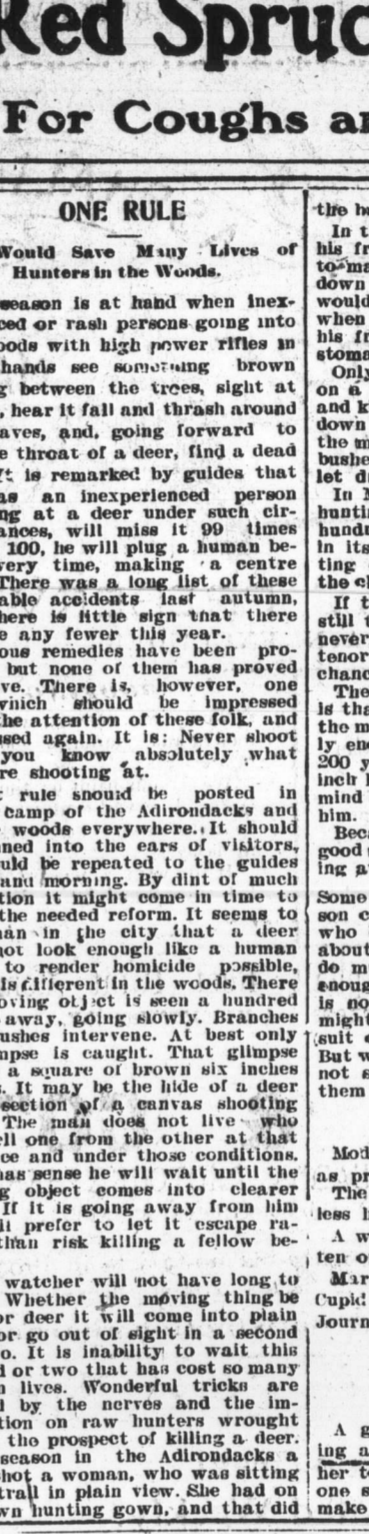 Red Spruc
For Coughs an
ONE RULE
Would Save Many Lives of
Hunters in the Woods.
season is at hand when inex-
ced or rash persons going into
oods with high power rifles in
hands see something brown
g between the trees, sight at
, hear it fall and thrash around
aves, and, going forward to
e throat of a deer, find a dead
It is remarked by guides that
as an inexperienced person
ng at a deer under such cir-
ances, will miss it 99 times
100, he will plug a human be-
very time, making a centre
There was a long list of these
able accidents last autumn,
here is little sign that there
e any fewer this year.
ous remedies have been pro-
but none of them has proved
ve. There is, however, one
which should be impressed
the attention of these folk, and
used again. It is: Never shoot
you know absolutely what
re shooting at.
t rule should be posted in
camp of the Adirondacks and
woods everywhere. It should
ned into the ears of visitors,
uld be repeated to the guides
and morning. By dint of much
tion it might come in time to
the needed reform. It seems to
man in the city that a deer
not look enough like a human
to render homicide possible,
is different in the woods. There
oving object is seen a hundred
away, going slowly. Branches
ushes intervene. At best only
mpse is caught. That glimpse
a square of brown six inches
. It may be the hide of a deer
section of a canvas shooting
The man does not live who
ell one from the other at that
ce and under those conditions.
has sense he will wait until the
g object comes into clearer
If it is going away from him
ll prefer to let it escape ra-
than risk killing a fellow be-
watcher will not have long to
Whether the moving thing be
or deer it will come into plain
or go out of sight in a second
o. It is inability to wait this
d or two that has cost so many
n lives. Wonderful tricks are
d by the nerves and the im-
tion on raw hunters wrought
the prospect of killing a deer.
season in the Adirondacks a
shot a woman, who was sitting
trail in plain view. She had on
wn hunting gown, and that did
the h
In t
his fr
to ma
down
would
when
his fr
stoma
Only
on a
and k
down
the m
bushe
let d
In M
hunti
hundr
in its
ting
the c
If t
still t
never
tenor
chanc
The
is tha
the m
ly en
200 y
inch
mind
him.
Beca
good
ing a
Some
son c
who
about
do m
enoug
is no
might
suit
But w
not s
them
Mod
as pr
The
less h
A w
ten o
Mar
Cupid
Journ
A g
ing a
her t
one s
make